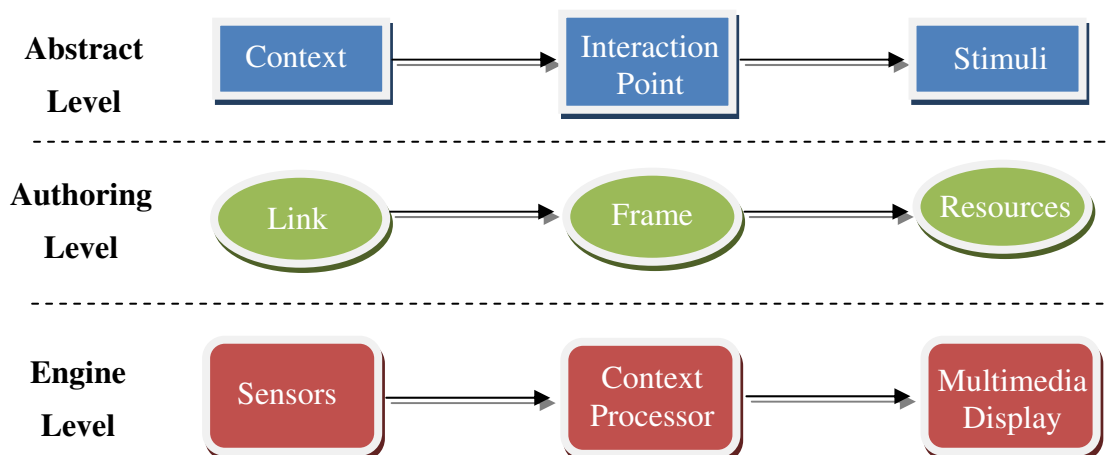 Abstract
Level
Context
Interaction
Point
Stimuli
Authoring
Level
Link
Frame
Resources
Engine
Level
Sensors
Context
Processor
Multimedia
Display